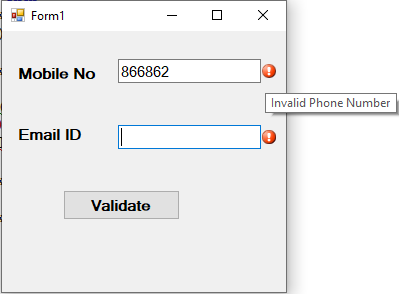 Form1
Mobile No 866862
Invalid Phone Number
Email ID
Validate